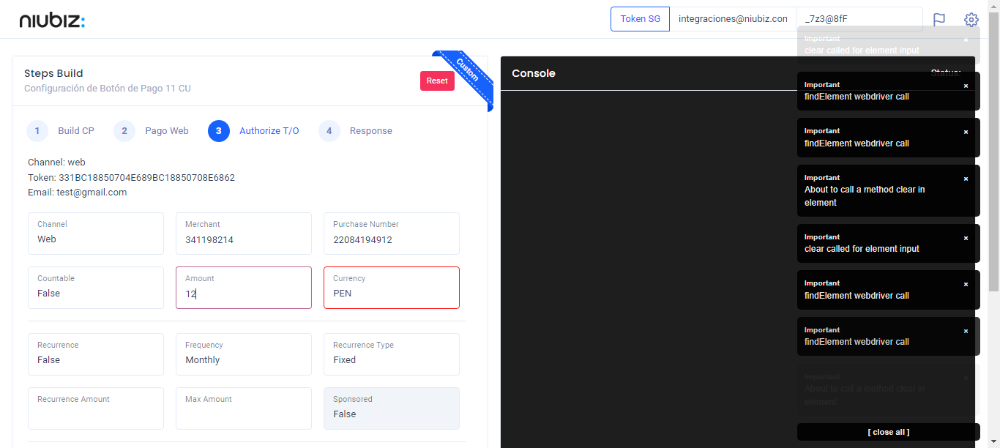 niubiz:
Token SG
integraciones@niubiz.con
_7z3@8fF
Steps Build
Configuración de Botón de Pago 11 CU
Reset
Custom
1 Build CP
2 Pago Web
3 Authorize T/O
4 Response
Channel: web
Token: 331BC18850704E689BC18850708E6862
Email: test@gmail.com
Channel
Web
Merchant
341198214
Purchase Number
22084194912
Countable
False
Amount
12
Currency
PEN
Recurrence
False
Frequency
Monthly
Recurrence Type
Fixed
Recurrence Amount
Max Amount
Sponsored
False
Console
Status:
Important ×
clear called for element input
Important ×
findElement webdriver call
Important ×
findElement webdriver call
Important ×
About to call a method clear in
element
Important ×
clear called for element input
Important ×
findElement webdriver call
Important ×
findElement webdriver call
Important ×
About to call a method clear in
element
[ close all ]